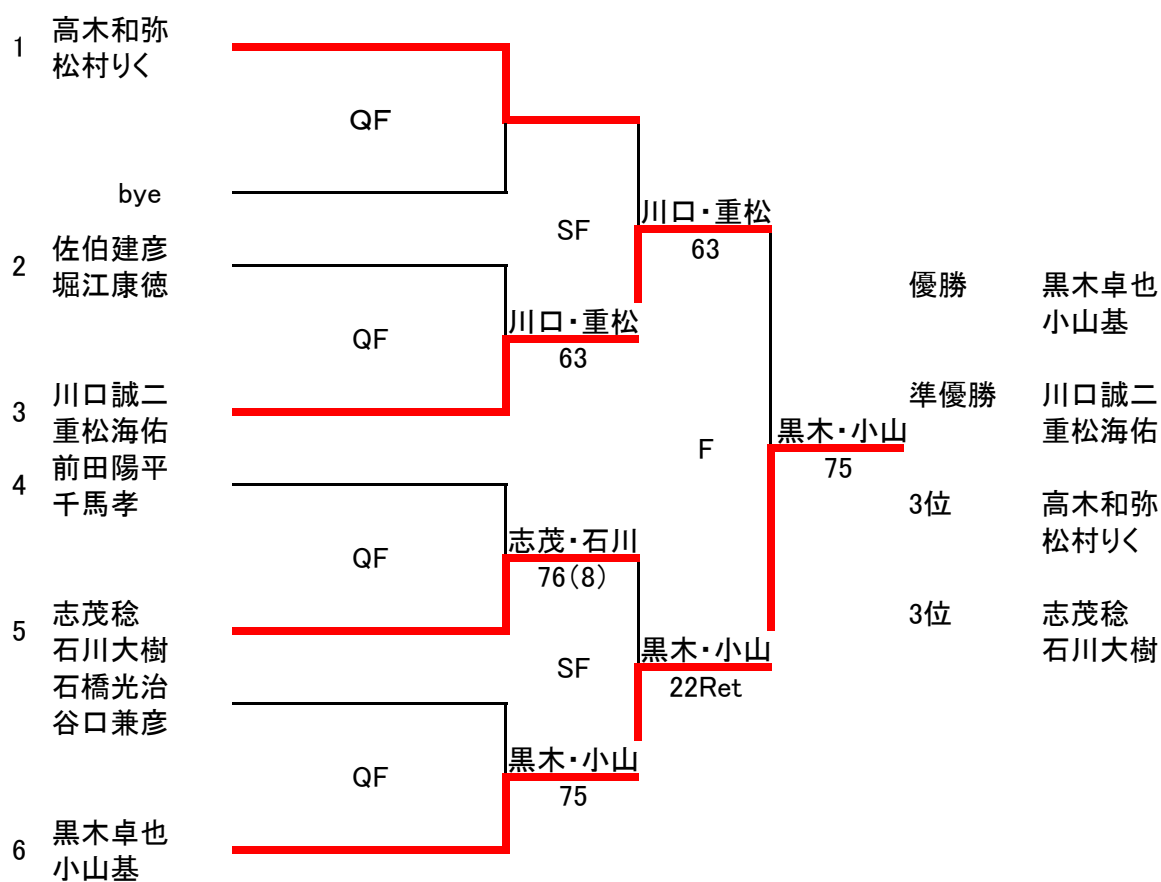 1
高木和弥
松村りく
QF
bye
2
佐伯建彦
堀江康徳
QF
3
川口誠二
重松海佑
4
前田陽平
千馬孝
QF
5
志茂稔
石川大樹
石橋光治
谷口兼彦
QF
6
黒木卓也
小山基
SF
川口・重松
63
志茂・石川
76(8)
SF
黒木・小山
75
川口・重松
63
F
黒木・小山
22Ret
黒木・小山
75
優勝
黒木卓也
小山基
準優勝
川口誠二
重松海佑
3位
高木和弥
松村りく
3位
志茂稔
石川大樹